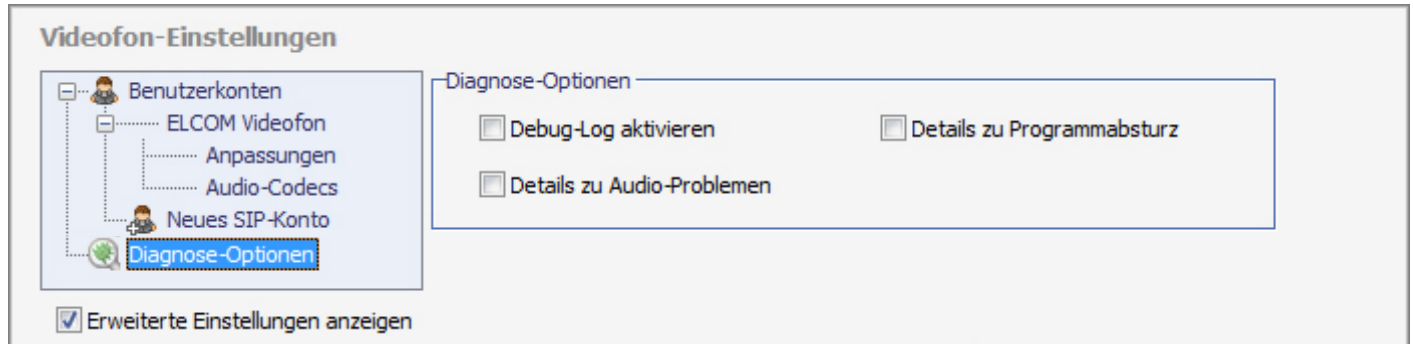 Videofon-Einstellungen
Benutzerkonten
ELCOM Videofon
Anpassungen
Audio-Codecs
Neues SIP-Konto
Diagnose-Optionen
Diagnose-Optionen
Debug-Log aktivieren
Details zu Programmabsturz
Details zu Audio-Problemen
Erweiterte Einstellungen anzeigen